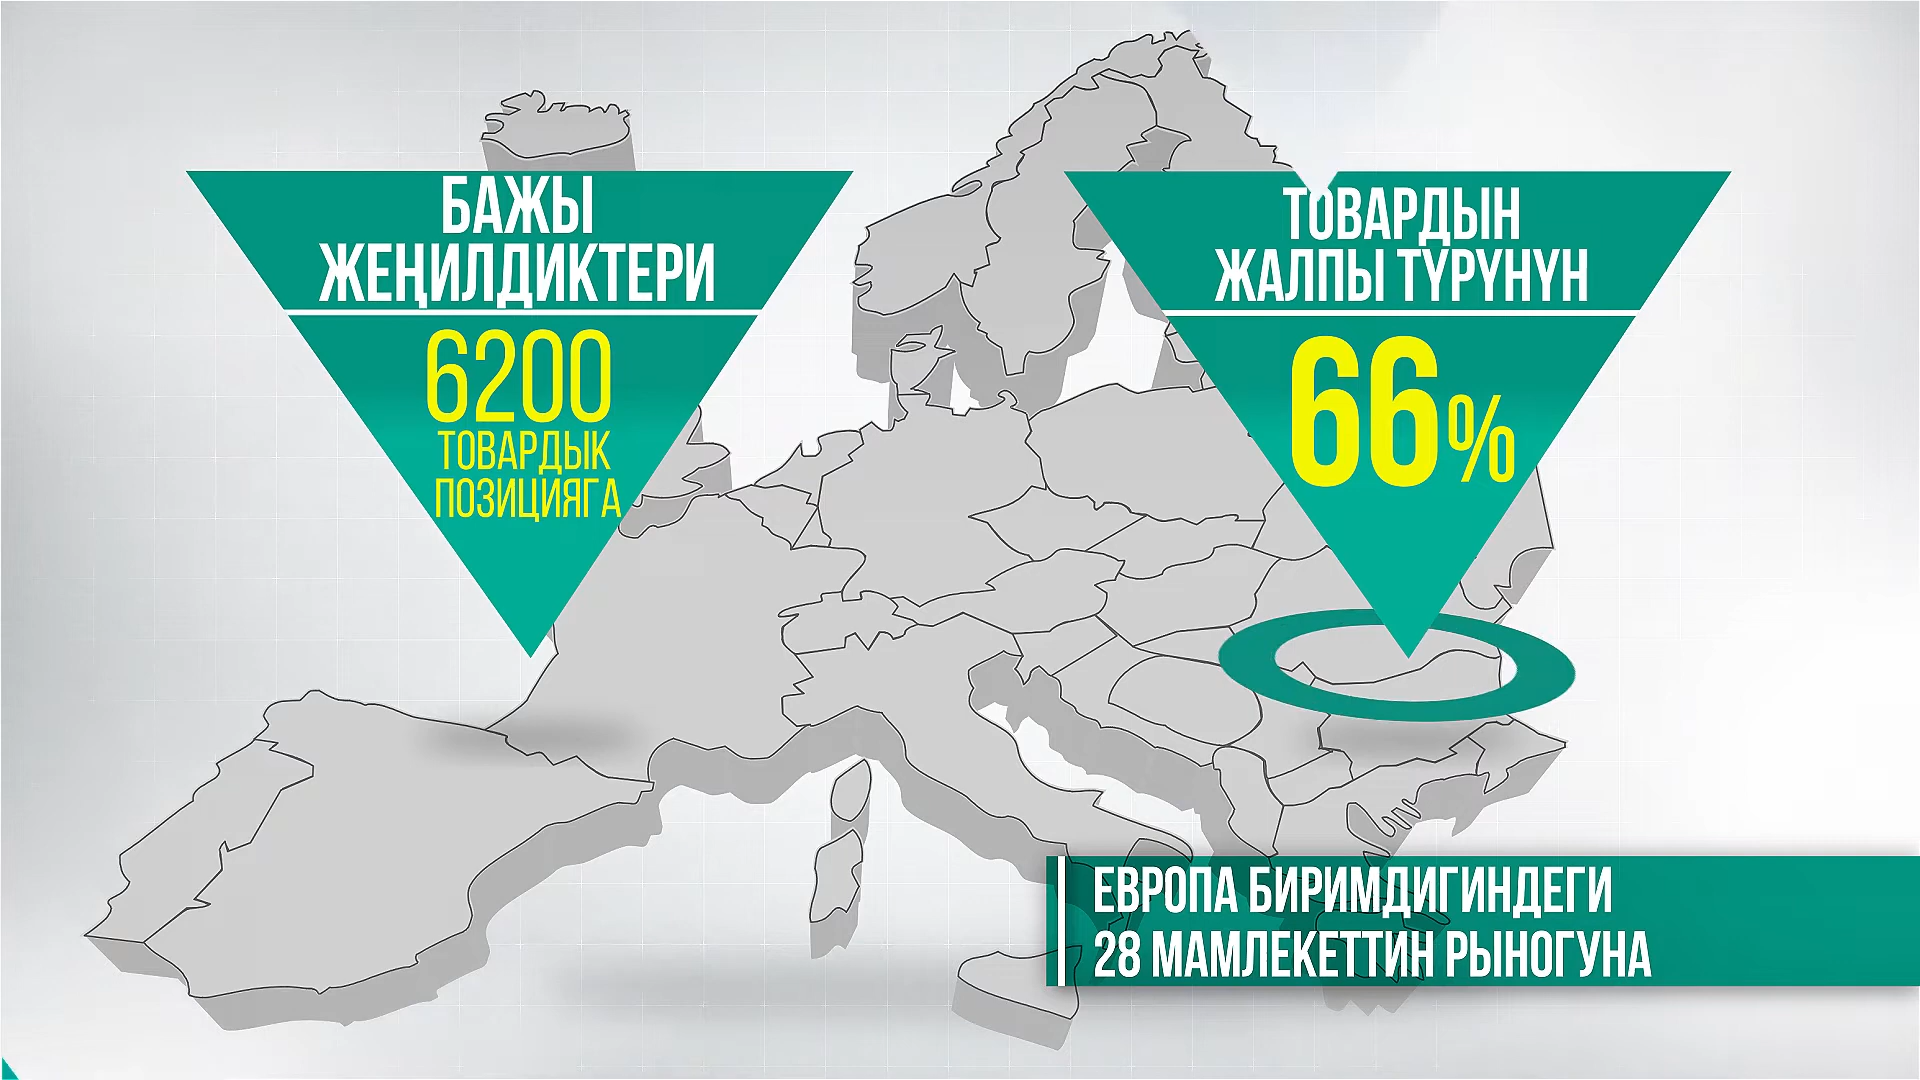 БАЖЫ
ЖЕҢИЛДИКТЕРИ
6200
ТОВАРДЫК
ПОЗИЦИЯГА
ТОВАРДЫН
ЖАЛПЫ ТҮРҮНҮН
66%
ЕВРОПА БИРИМДИГИНДЕГИ
28 МАМЛЕКЕТТИН РЫНОГУНА